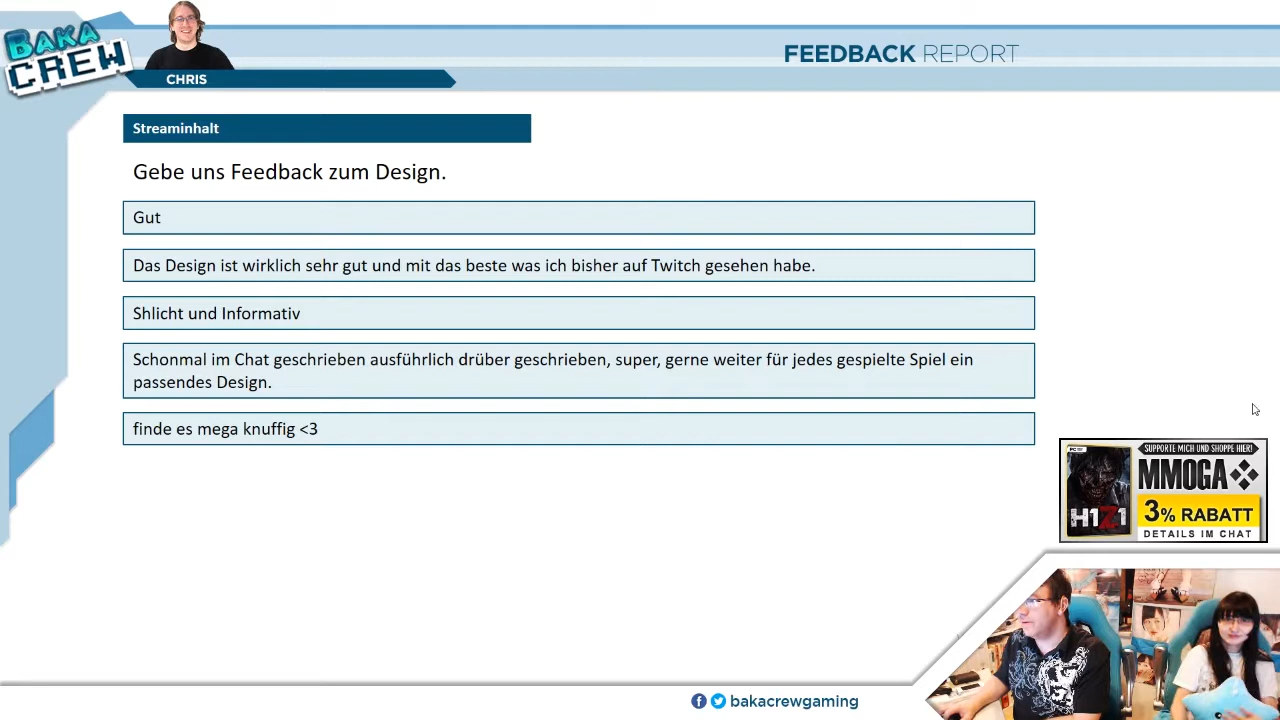 BAKA
CREW
CHRIS
FEEDBACK REPORT
Streaminhalt
Gebe uns Feedback zum Design.
Gut
Das Design ist wirklich sehr gut und mit das beste was ich bisher auf Twitch gesehen habe.
Shlicht und Informativ
Schonmal im Chat geschrieben ausführlich drüber geschrieben, super, gerne weiter für jedes gespielte Spiel ein
passendes Design.
finde es mega knuffig <3
PC
SUPPORTE MICH UND SHOPPE HIER!
MMOGA
H1Z1
3% RABATT
DETAILS IM CHAT
bakacrewgaming